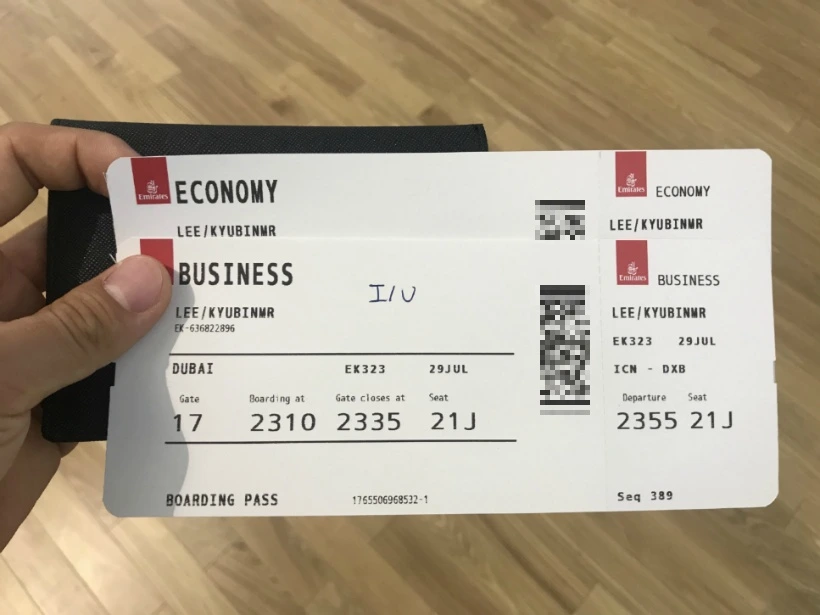 Emirates
ECONOMY
LEE/KYUBINMR
Emirates
ECONOMY
LEE/KYUBINMR
BUSINESS
I/U
LEE/KYUBINMR
EK-636822896
DUBAI EK323 29JUL
Gate Boarding at Gate closes at Seat
17 2310 2335 21J
BOARDING PASS 1765506968532-1
Emirates
BUSINESS
LEE/KYUBINMR
EK323 29JUL
ICN - DXB
Departure Seat
2355 21J
Seq 389